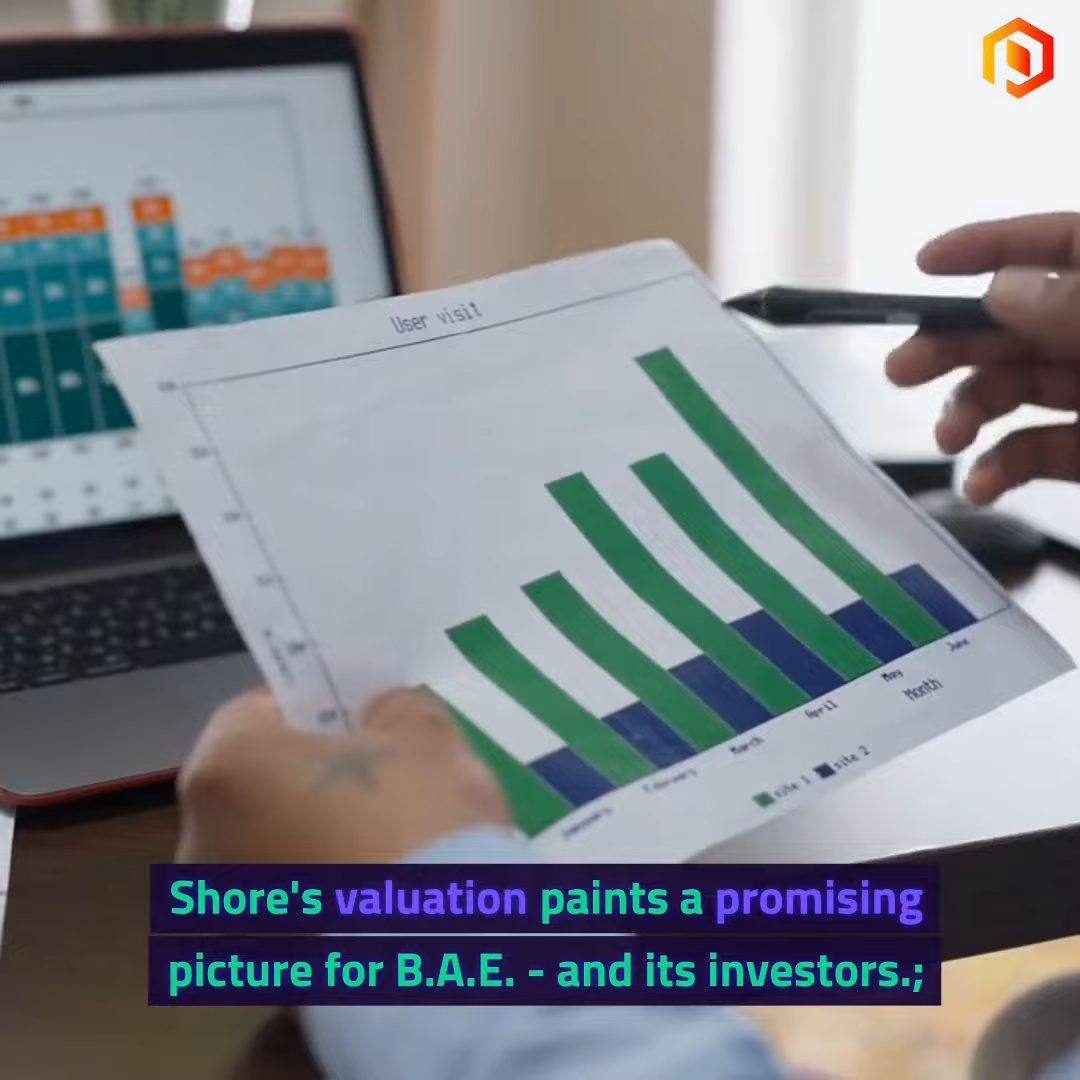 User visit
January
February
March
April
May
June
Month
site 1
site 2
Shore's valuation paints a promising
picture for B.A.E. - and its investors.;